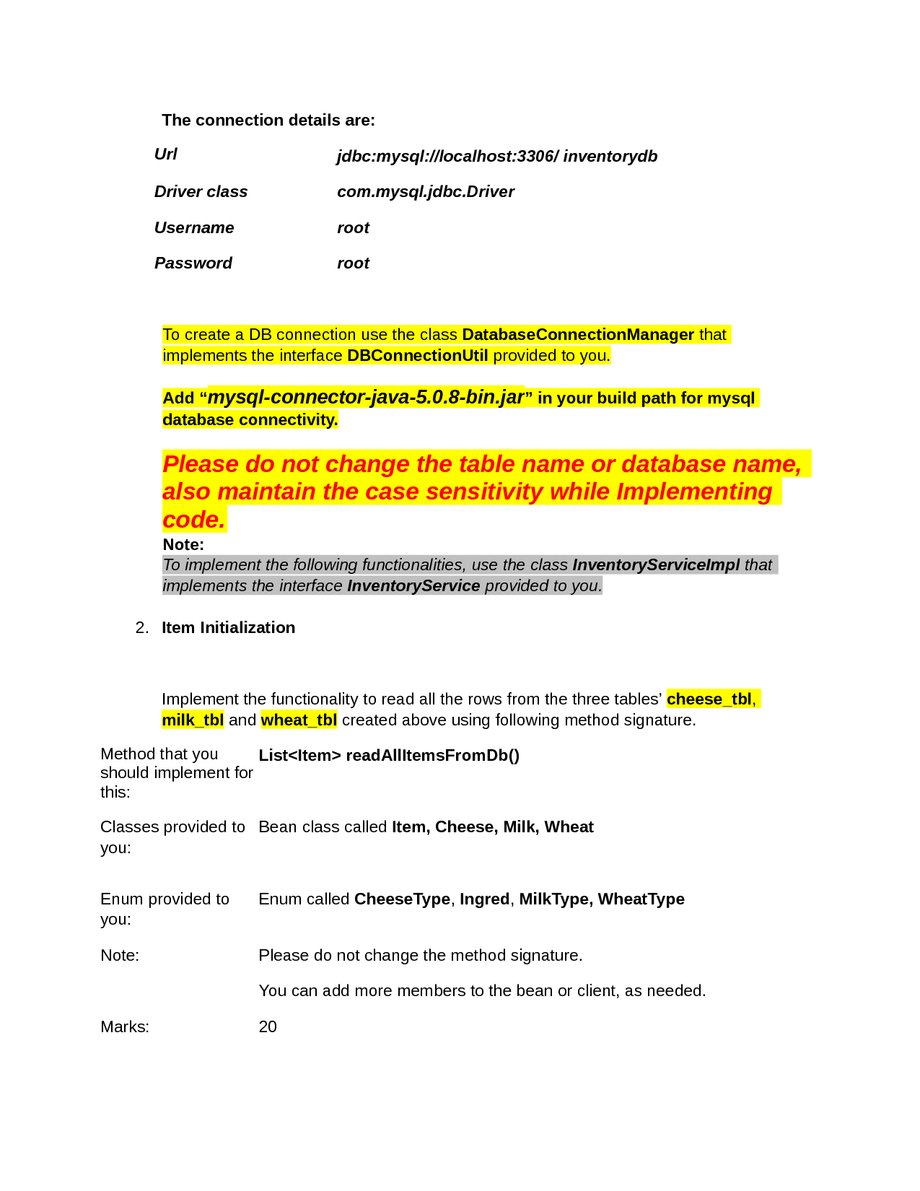 The connection details are:
Url jdbc:mysql://localhost:3306/ inventorydb
Driver class com.mysql.jdbc.Driver
Username root
Password root
To create a DB connection use the class DatabaseConnectionManager that
implements the interface DBConnectionUtil provided to you.
Add “mysql-connector-java-5.0.8-bin.jar” in your build path for mysql
database connectivity.
Please do not change the table name or database name,
also maintain the case sensitivity while Implementing
code.
Note:
To implement the following functionalities, use the class InventoryServiceImpl that
implements the interface InventoryService provided to you.
2. Item Initialization
Implement the functionality to read all the rows from the three tables’ cheese_tbl,
milk_tbl and wheat_tbl created above using following method signature.
Method that you List<Item> readAllItemsFromDb()
should implement for
this:
Classes provided to Bean class called Item, Cheese, Milk, Wheat
you:
Enum provided to Enum called CheeseType, Ingred, MilkType, WheatType
you:
Note: Please do not change the method signature.
You can add more members to the bean or client, as needed.
Marks: 20